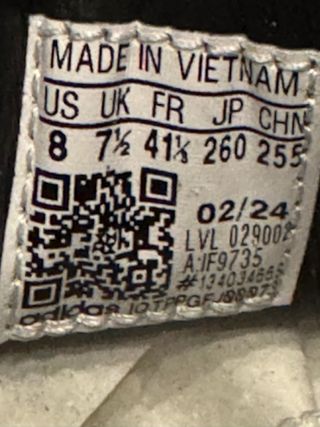 MADE IN VIETNAM
US UK FR JP CHN
8 7½ 41⅓ 260 255
02/24
LVL 029002
A:IF9735
adidas